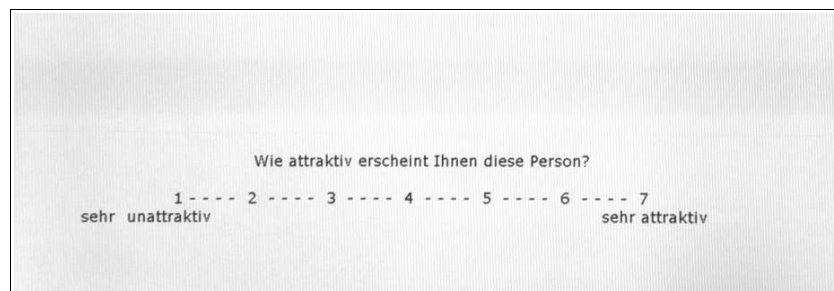 Wie attraktiv erscheint Ihnen diese Person?
1 - - - - 2 - - - - 3 - - - - 4 - - - - 5 - - - - 6 - - - - 7
sehr unattraktiv sehr attraktiv